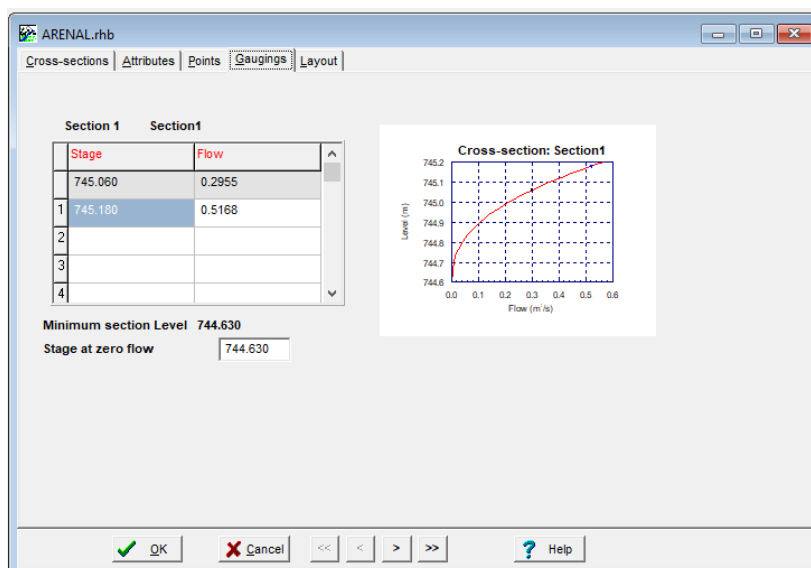 ARENAL.rhb
Cross-sections Attributes Points Gaugings Layout
Section 1 Section1
Stage Flow
745.060 0.2955
1 745.180 0.5168
2
3
4
Minimum section Level 744.630
Stage at zero flow 744.630
Cross-section: Section1
745.2
745.1
745.0
744.9
744.8
744.7
744.6
Level (m)
0.0 0.1 0.2 0.3 0.4 0.5 0.6
Flow (m³/s)
OK Cancel << < > >> Help